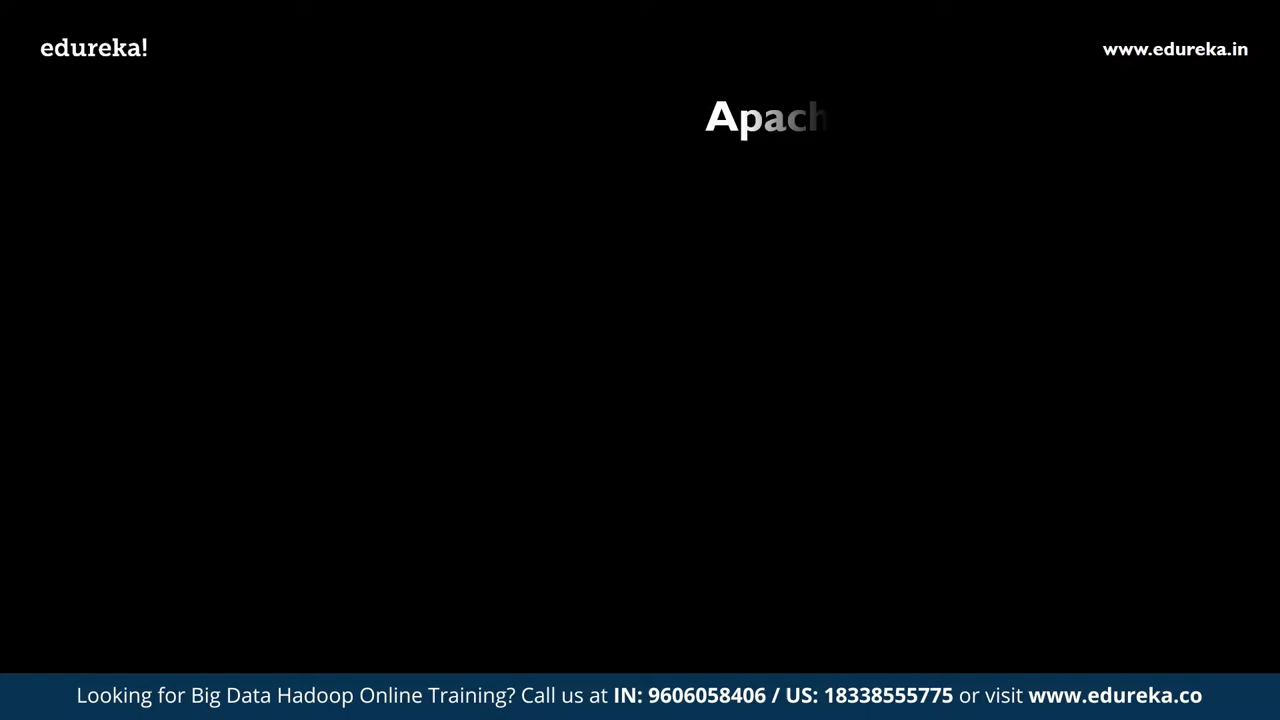 edureka!
www.edureka.in
Apach
Looking for Big Data Hadoop Online Training? Call us at IN: 9606058406 / US: 18338555775 or visit www.edureka.co